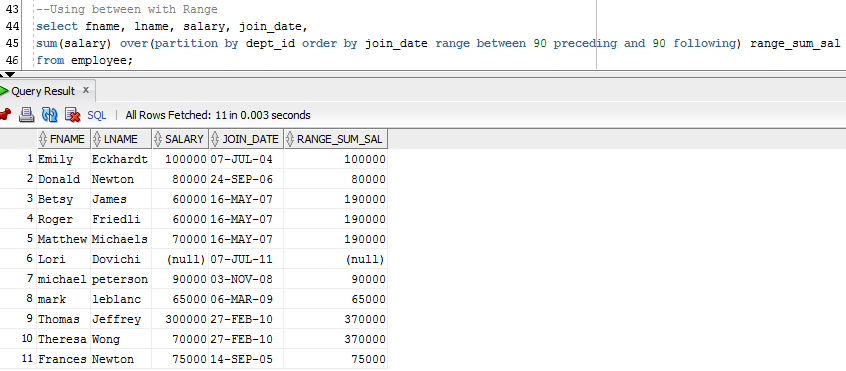 43 --Using between with Range
44 select fname, lname, salary, join_date,
45 sum(salary) over(partition by dept_id order by join_date range between 90 preceding and 90 following) range_sum_sal
46 from employee;
Query Result x
SQL | All Rows Fetched: 11 in 0.003 seconds
FNAME LNAME SALARY JOIN_DATE RANGE_SUM_SAL
1 Emily Eckhardt 100000 07-JUL-04 100000
2 Donald Newton 80000 24-SEP-06 80000
3 Betsy James 60000 16-MAY-07 190000
4 Roger Friedli 60000 16-MAY-07 190000
5 Matthew Michaels 70000 16-MAY-07 190000
6 Lori Dovichi (null) 07-JUL-11 (null)
7 michael peterson 90000 03-NOV-08 90000
8 mark leblanc 65000 06-MAR-09 65000
9 Thomas Jeffrey 300000 27-FEB-10 370000
10 Theresa Wong 70000 27-FEB-10 370000
11 Frances Newton 75000 14-SEP-05 75000